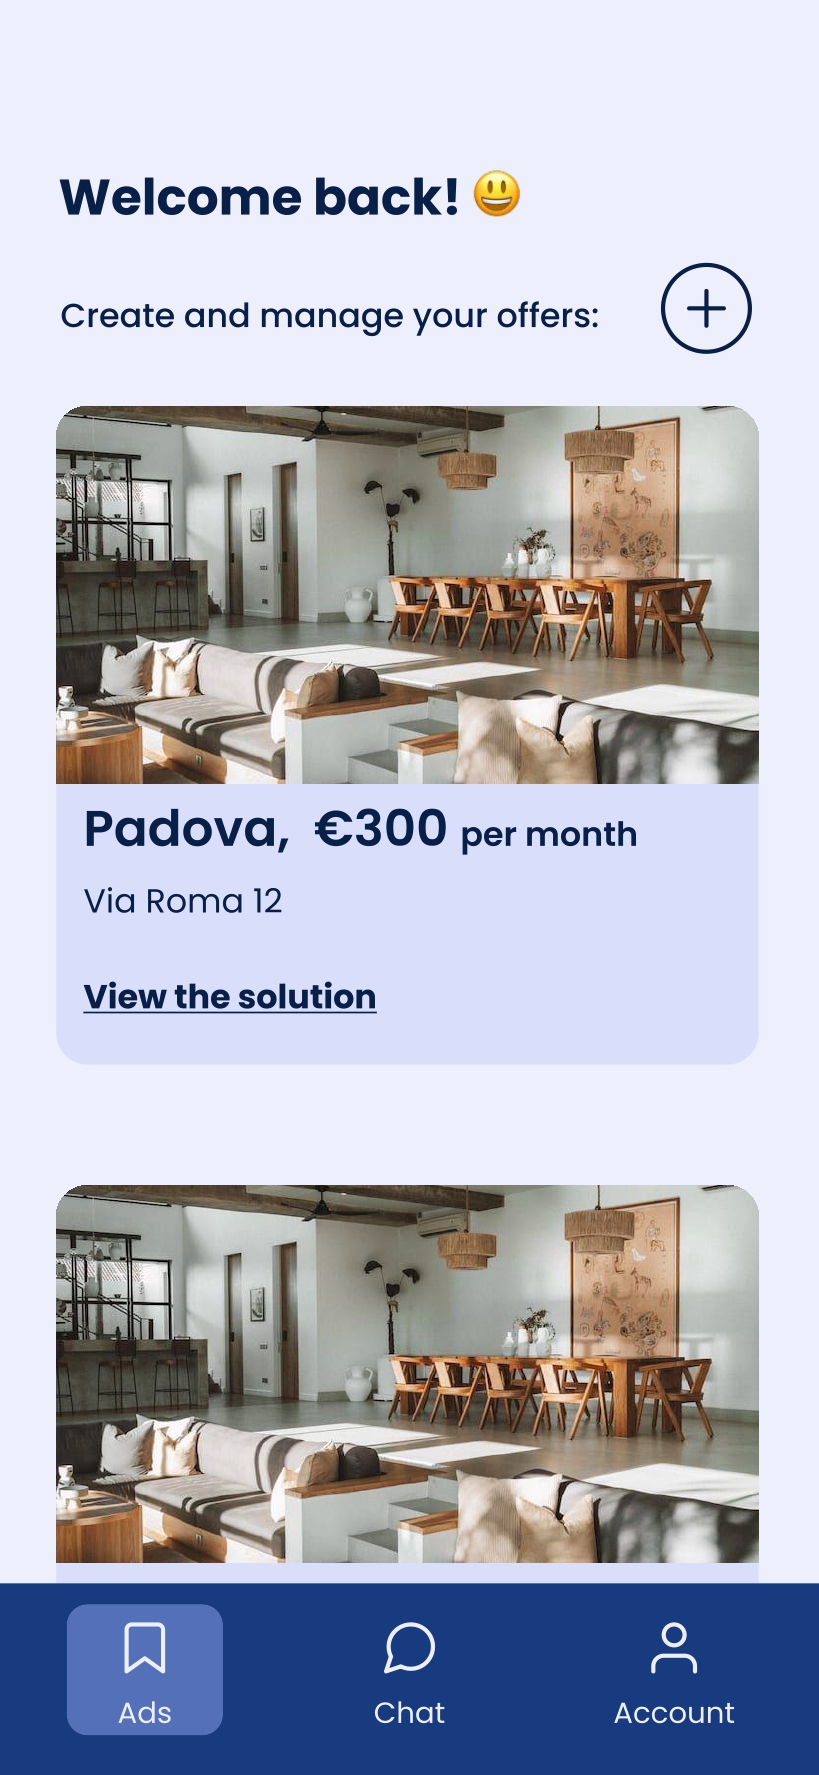 Welcome back! 😃
Create and manage your offers:
Padova, €300 per month
Via Roma 12
View the solution
Ads
Chat
Account